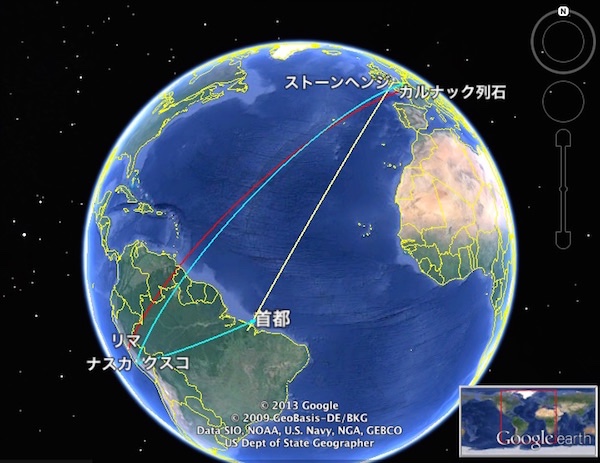 N
ストーンヘンジ
カルナック列石
首都
リマ
ナスカ クスコ
© 2013 Google
© 2009 GeoBasis-DE/BKG
Data SIO, NOAA, U.S. Navy, NGA, GEBCO
US Dept of State Geographer
Google earth